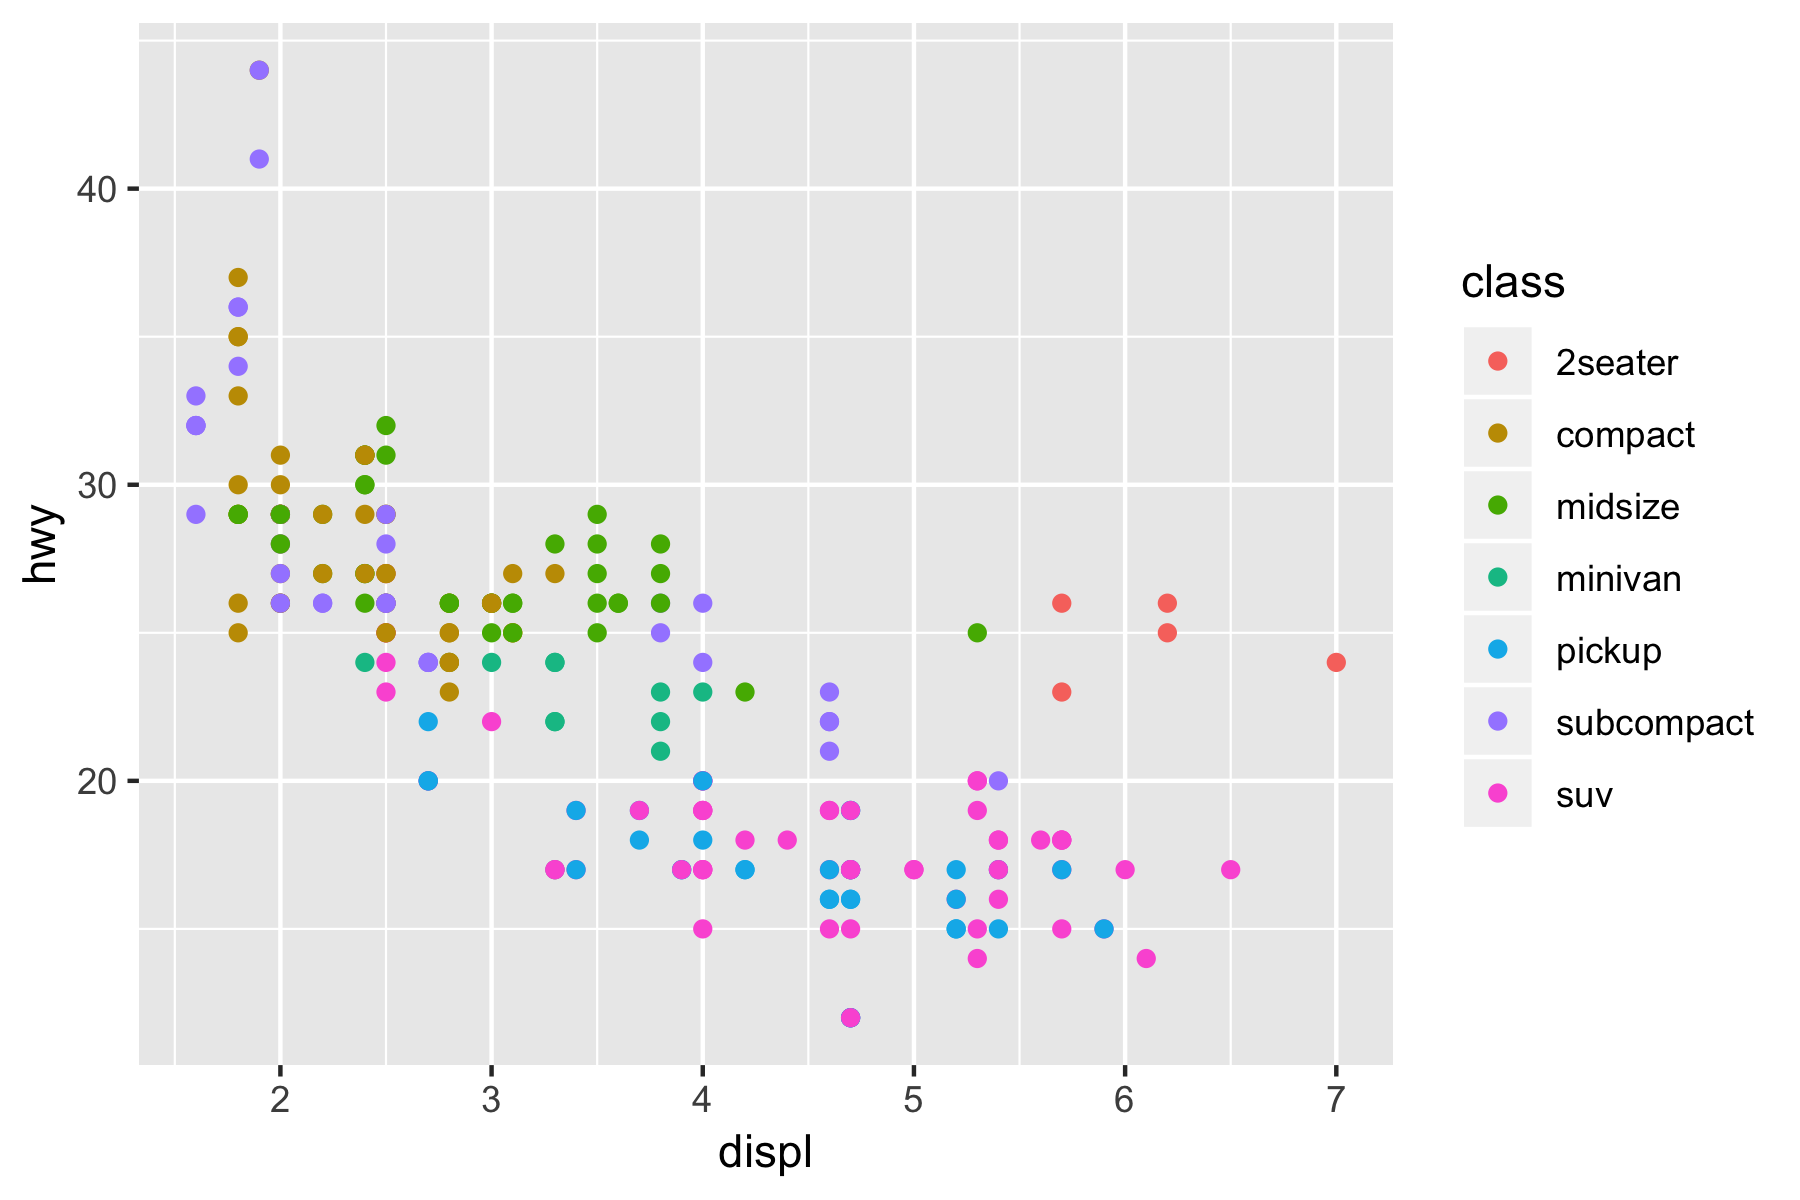 40
30
20
hwy
2 3 4 5 6 7
displ
class
2seater
compact
midsize
minivan
pickup
subcompact
suv